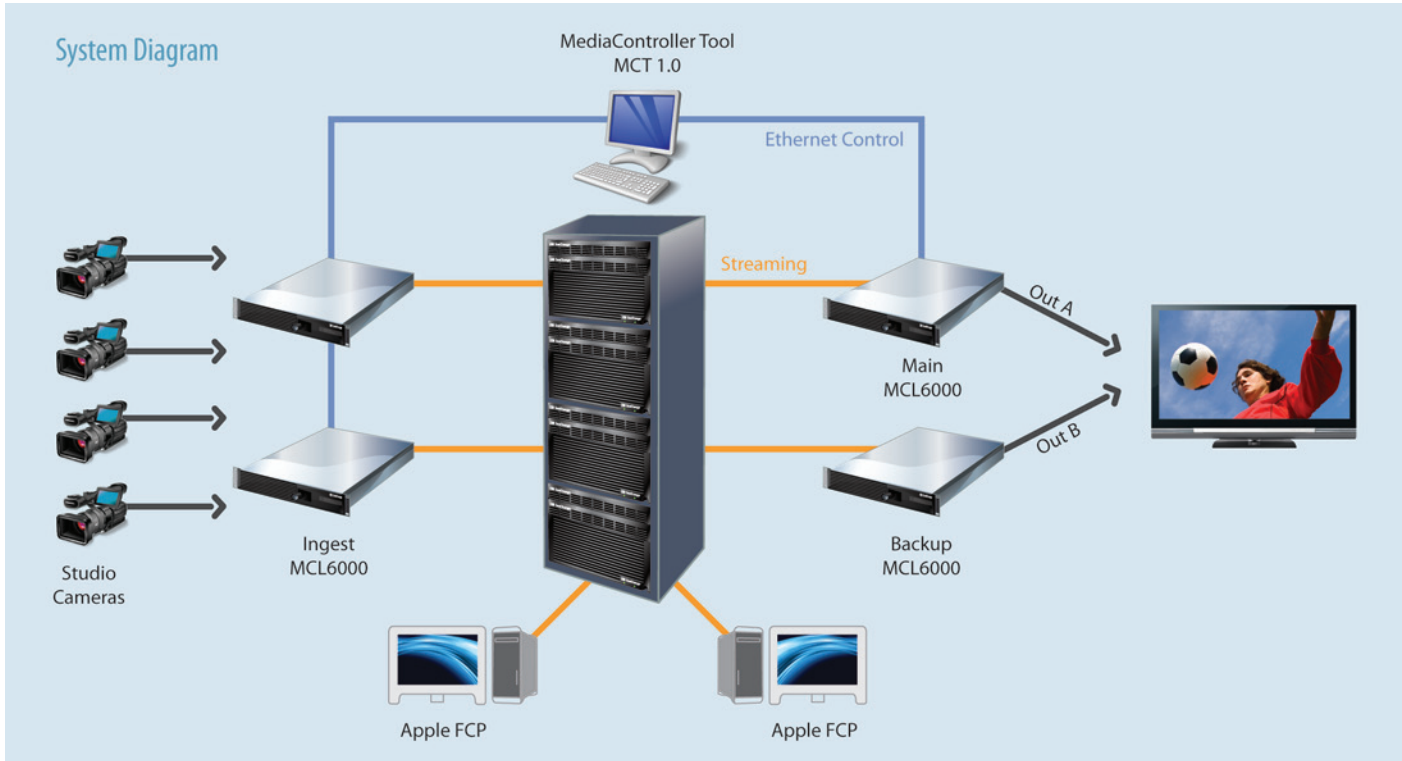 System Diagram
MediaController Tool
MCT 1.0
Ethernet Control
Streaming
Out A
Main
MCL6000
Out B
Ingest
MCL6000
Backup
MCL6000
Studio
Cameras
Apple FCP
Apple FCP